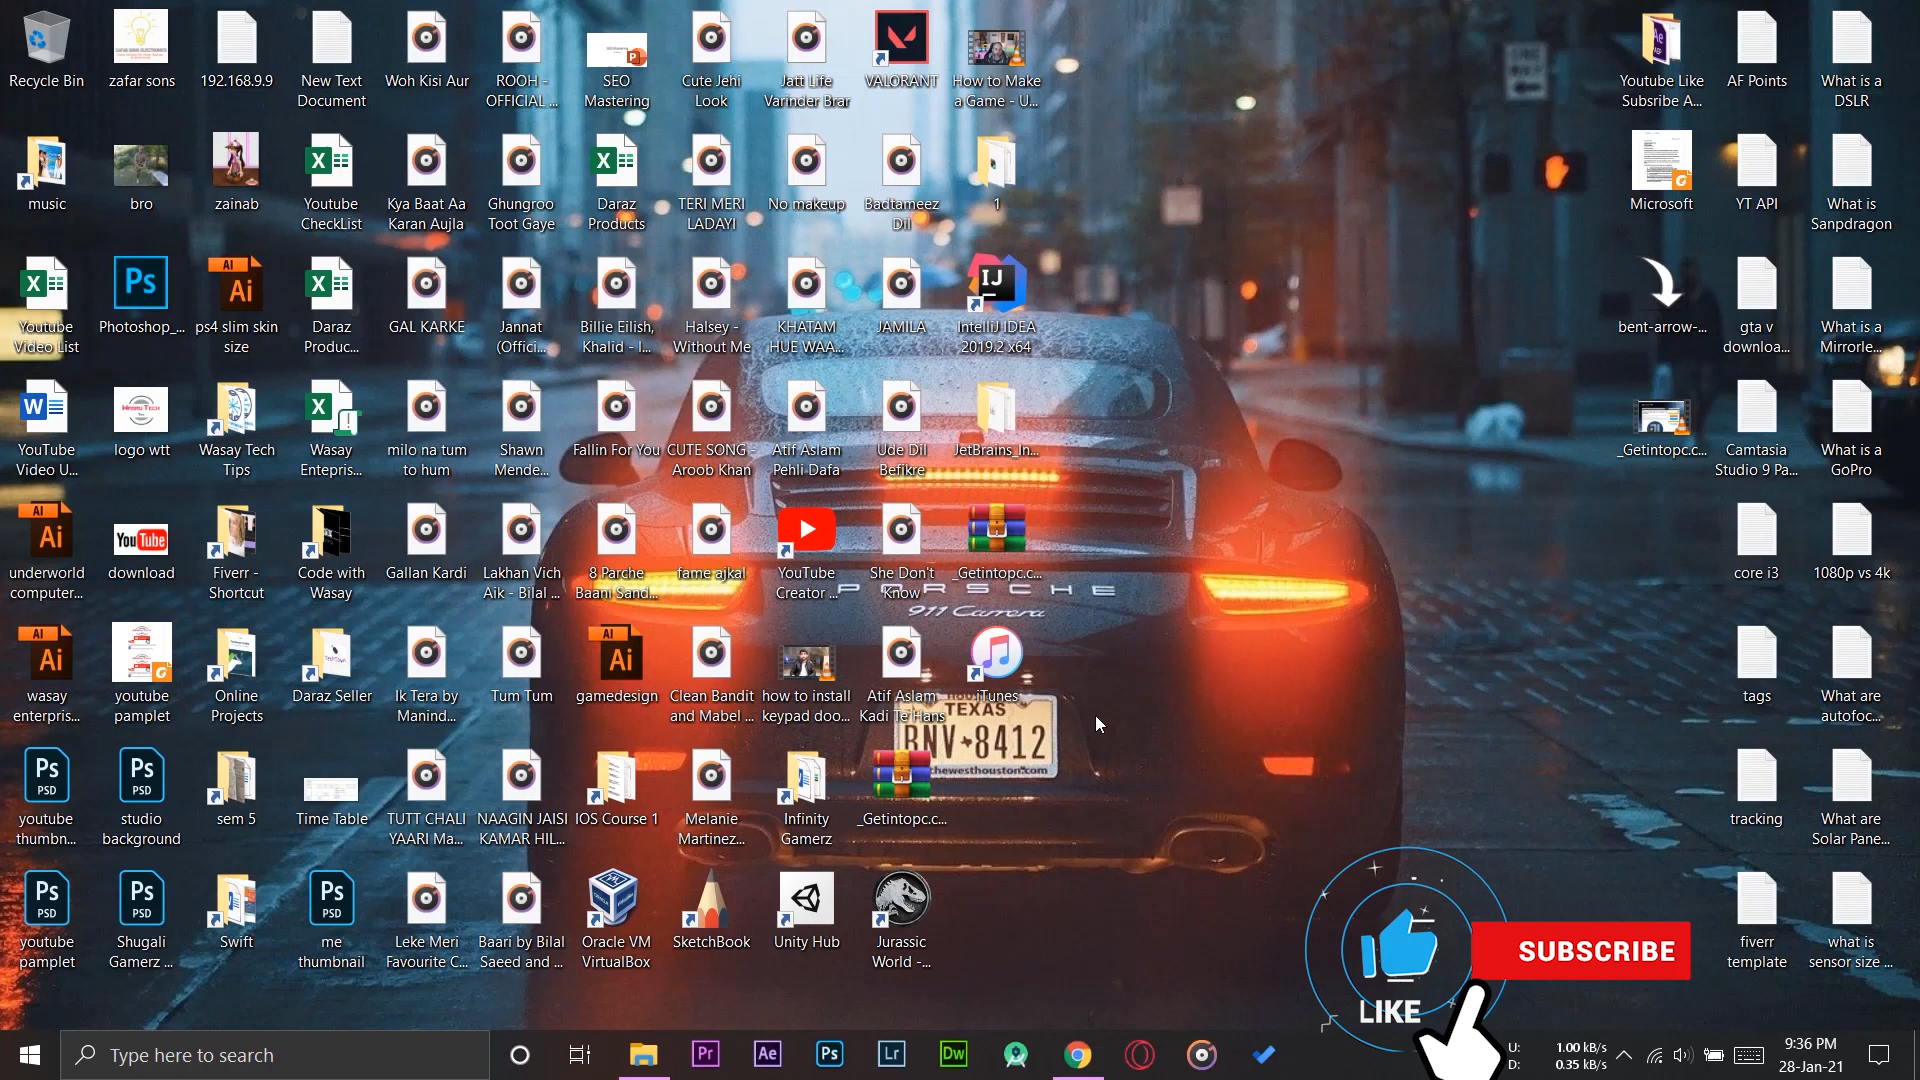 Recycle Bin
zafar sons
192.168.9.9
New Text
Document
Woh Kisi Aur
ROOH -
OFFICIAL ...
SEO
Mastering
Cute Jehi
Look
Jatt Life
Varinder Brar
VALORANT
How to Make
a Game - U...
Youtube Like
Subsribe A...
AF Points
What is a
DSLR
music
bro
zainab
Youtube
CheckList
Kya Baat Aa
Karan Aujla
Ghungroo
Toot Gaye
Daraz
Products
TERI MERI
LADAYI
No makeup
Badtameez
Dil
1
Microsoft
YT API
What is
Sanpdragon
Youtube
Video List
Photoshop_...
ps4 slim skin
size
Daraz
Produc...
GAL KARKE
Jannat
(Offici...
Billie Eilish,
Khalid - l...
Halsey -
Without Me
KHATAM
HUE WAA...
JAMILA
IntelliJ IDEA
2019.2 x64
bent-arrow-...
gta v
downloa...
What is a
Mirrorle...
YouTube
Video U...
logo wtt
Wasay Tech
Tips
Wasay
Entepris...
milo na tum
to hum
Shawn
Mende...
Fallin For You
CUTE SONG -
Aroob Khan
Atif Aslam
Pehli Dafa
Ude Dil
Befikre
JetBrains_In...
_Getintopc.c...
Camtasia
Studio 9 Pa...
What is a
GoPro
underworld
computer...
download
Fiverr -
Shortcut
Code with
Wasay
Gallan Kardi
Lakhan Vich
Aik - Bilal ...
8 Parche
Baani Sand...
fame ajkal
YouTube
Creator ...
She Don't
Know
_Getintopc.c...
core i3
1080p vs 4k
PORSCHE
911 Carrera
wasay
enterpris...
youtube
pamplet
Online
Projects
Daraz Seller
Ik Tera by
Manind...
Tum Tum
gamedesign
Clean Bandit
and Mabel ...
how to install
keypad doo...
Atif Aslam
Kadi Te Hans
iTunes
tags
What are
autofoc...
TEXAS
BNV 8412
thewesthouston.com
youtube
thumbn...
studio
background
sem 5
Time Table
TUTT CHALI
YAARI Ma...
NAAGIN JAISI
KAMAR HIL...
IOS Course 1
Melanie
Martinez...
Infinity
Gamerz
_Getintopc.c...
tracking
What are
Solar Pane...
youtube
pamplet
Shugali
Gamerz ...
Swift
me
thumbnail
Leke Meri
Favourite C...
Baari by Bilal
Saeed and ...
Oracle VM
VirtualBox
SketchBook
Unity Hub
Jurassic
World -...
fiverr
template
what is
sensor size ...
LIKE
SUBSCRIBE
Type here to search
Pr
Ae
Ps
Lr
Dw
U: 1.00 kB/s
D: 0.35 kB/s
9:36 PM
28-Jan-21